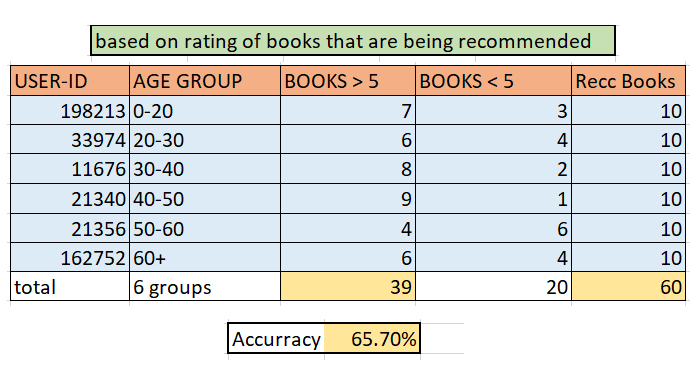 based on rating of books that are being recommended
USER-ID AGE GROUP BOOKS > 5 BOOKS < 5 Recc Books
198213 0-20 7 3 10
33974 20-30 6 4 10
11676 30-40 8 2 10
21340 40-50 9 1 10
21356 50-60 4 6 10
162752 60+ 6 4 10
total 6 groups 39 20 60
Accurracy 65.70%